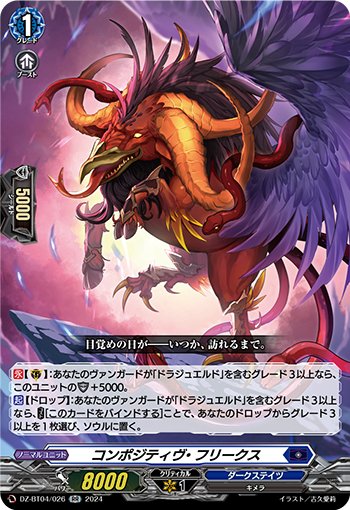 1
グレード
ブースト
5000
シールド
目覚めの目が――いつか、訪れるまで。
【永】【(G)】:あなたのヴァンガードが「ドラジュエルド」を含むグレード3以上なら、
このユニットの+5000。
【起】【ドロップ】:あなたのヴァンガードが「ドラジュエルド」を含むグレード3以上な
ら、[このカードをバインドする]ことで、あなたのドロップからグレード3
以上を1枚選び、ソウルに置く。
ノーマルユニット
コンポジティヴ・フリークス
パワー
8000
クリティカル
1
ダークステイツ
キメラ
DZ-BT04/026 RR 2024
イラスト/古久愛莉